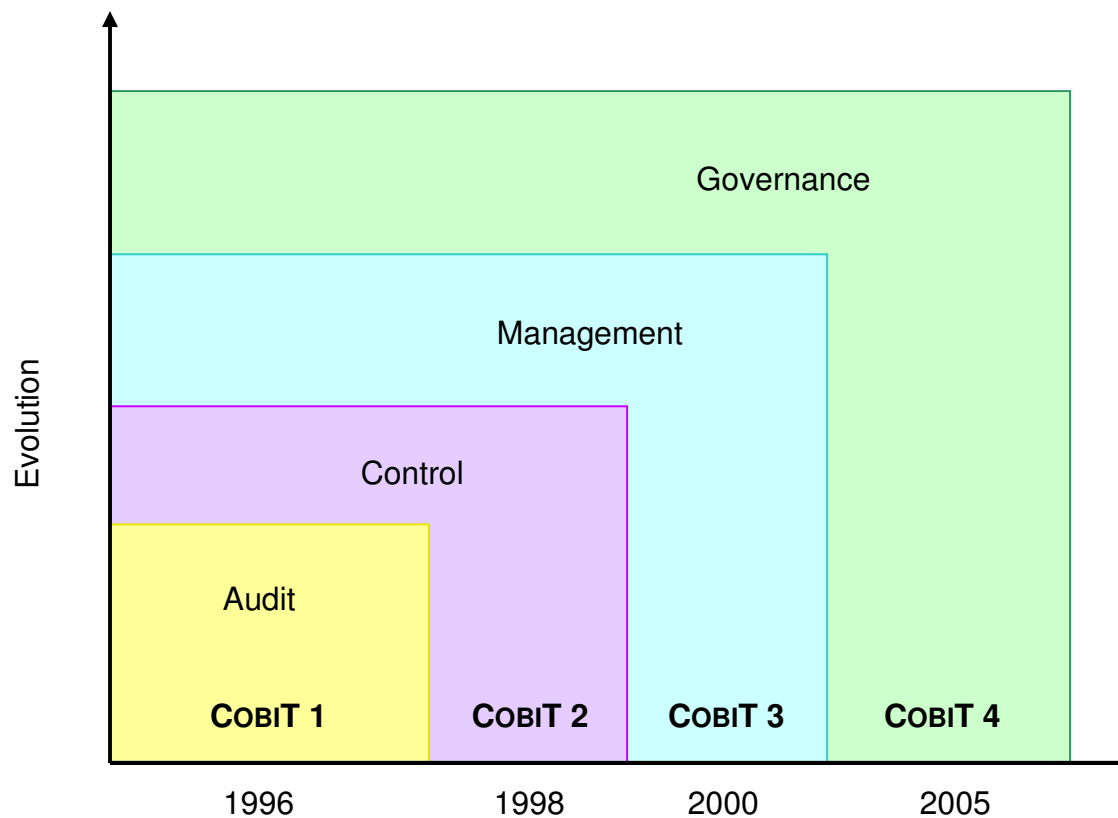 Governance
Management
Evolution
Control
Audit
COBIT 1 COBIT 2 COBIT 3 COBIT 4
1996 1998 2000 2005